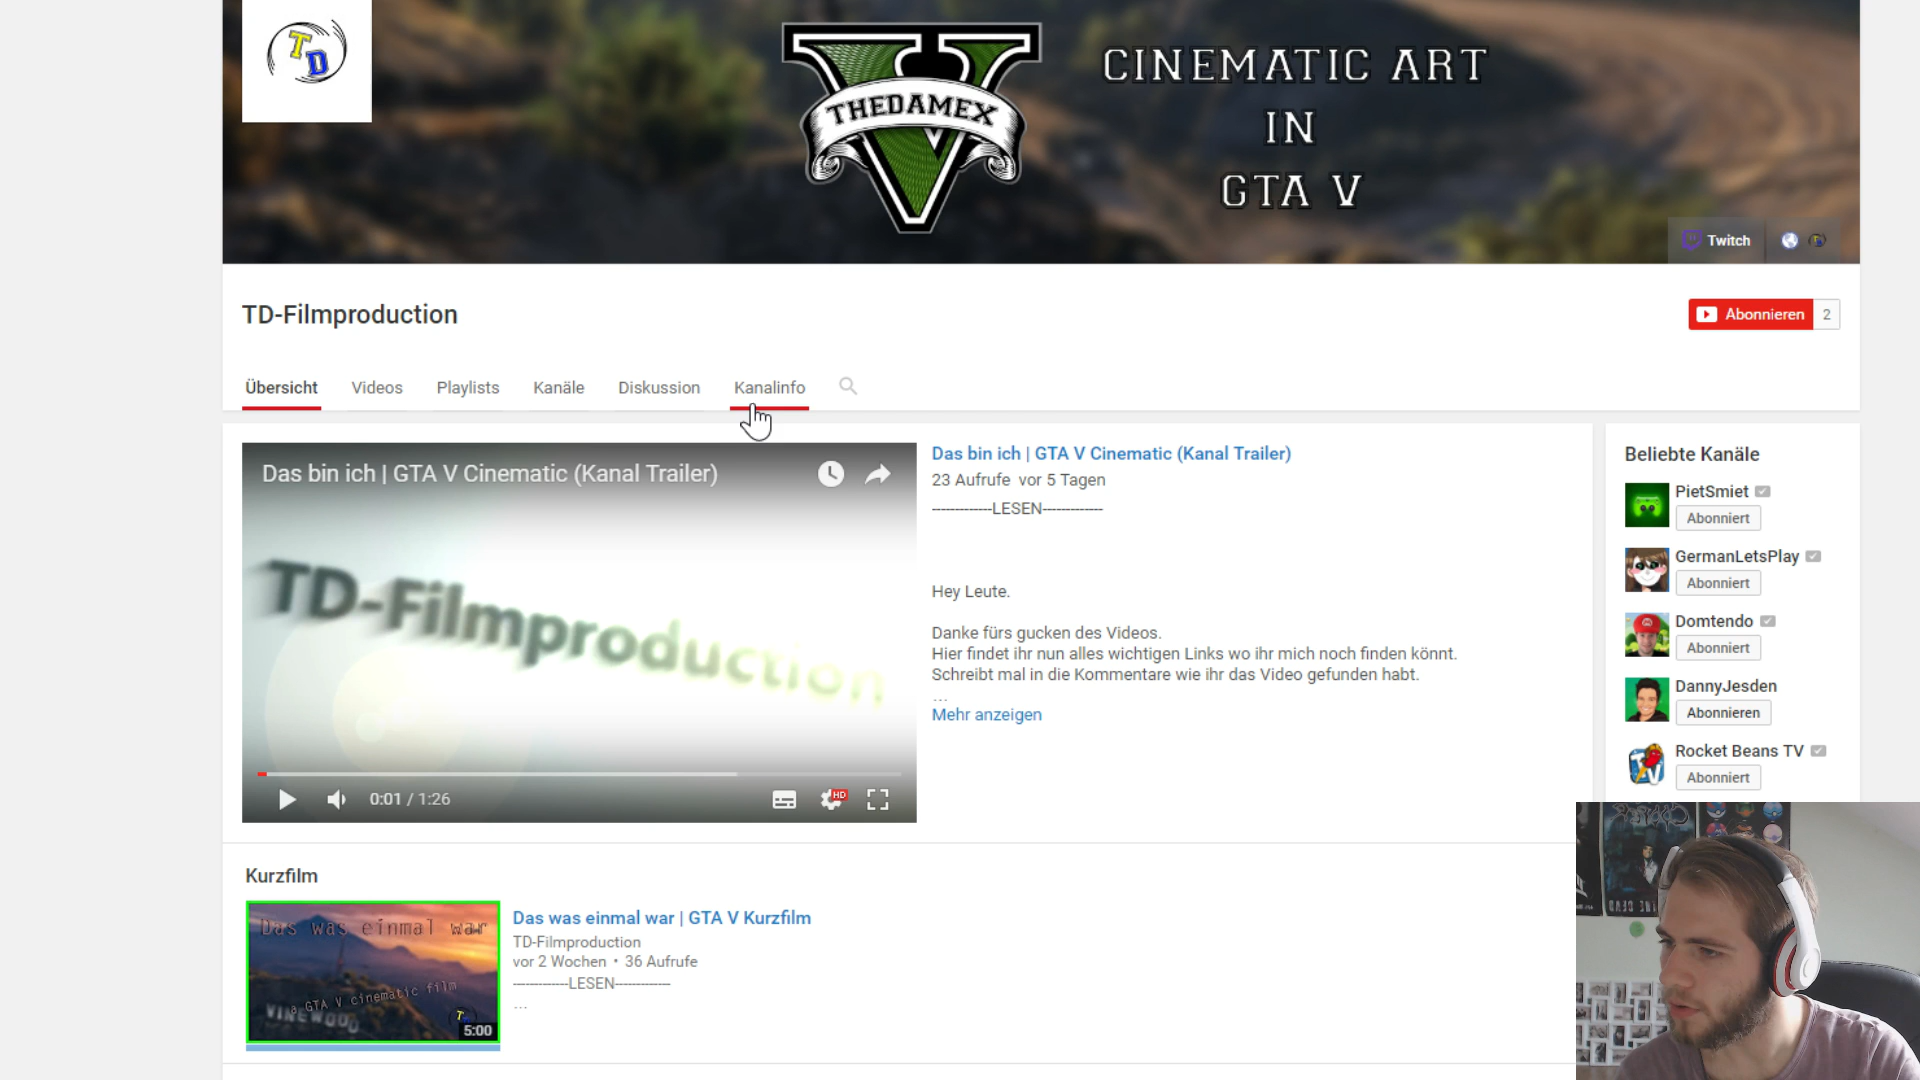 TD
THEDAMEX
CINEMATIC ART
IN
GTA V
Twitch
TD-Filmproduction
Abonnieren 2
Übersicht Videos Playlists Kanäle Diskussion Kanalinfo
Das bin ich | GTA V Cinematic (Kanal Trailer)
TD-Filmproduction
0:01 / 1:26
HD
Das bin ich | GTA V Cinematic (Kanal Trailer)
23 Aufrufe vor 5 Tagen
-------------LESEN-------------
Hey Leute.
Danke fürs gucken des Videos.
Hier findet ihr nun alles wichtigen Links wo ihr mich noch finden könnt.
Schreibt mal in die Kommentare wie ihr das Video gefunden habt.
...
Mehr anzeigen
Beliebte Kanäle
PietSmiet
Abonniert
GermanLetsPlay
Abonniert
Domtendo
Abonniert
DannyJesden
Abonnieren
Rocket Beans TV
Abonniert
Kurzfilm
Das was einmal war
a GTA V cinematic film
VINEWOOD
5:00
Das was einmal war | GTA V Kurzfilm
TD-Filmproduction
vor 2 Wochen • 36 Aufrufe
-------------LESEN-------------
...